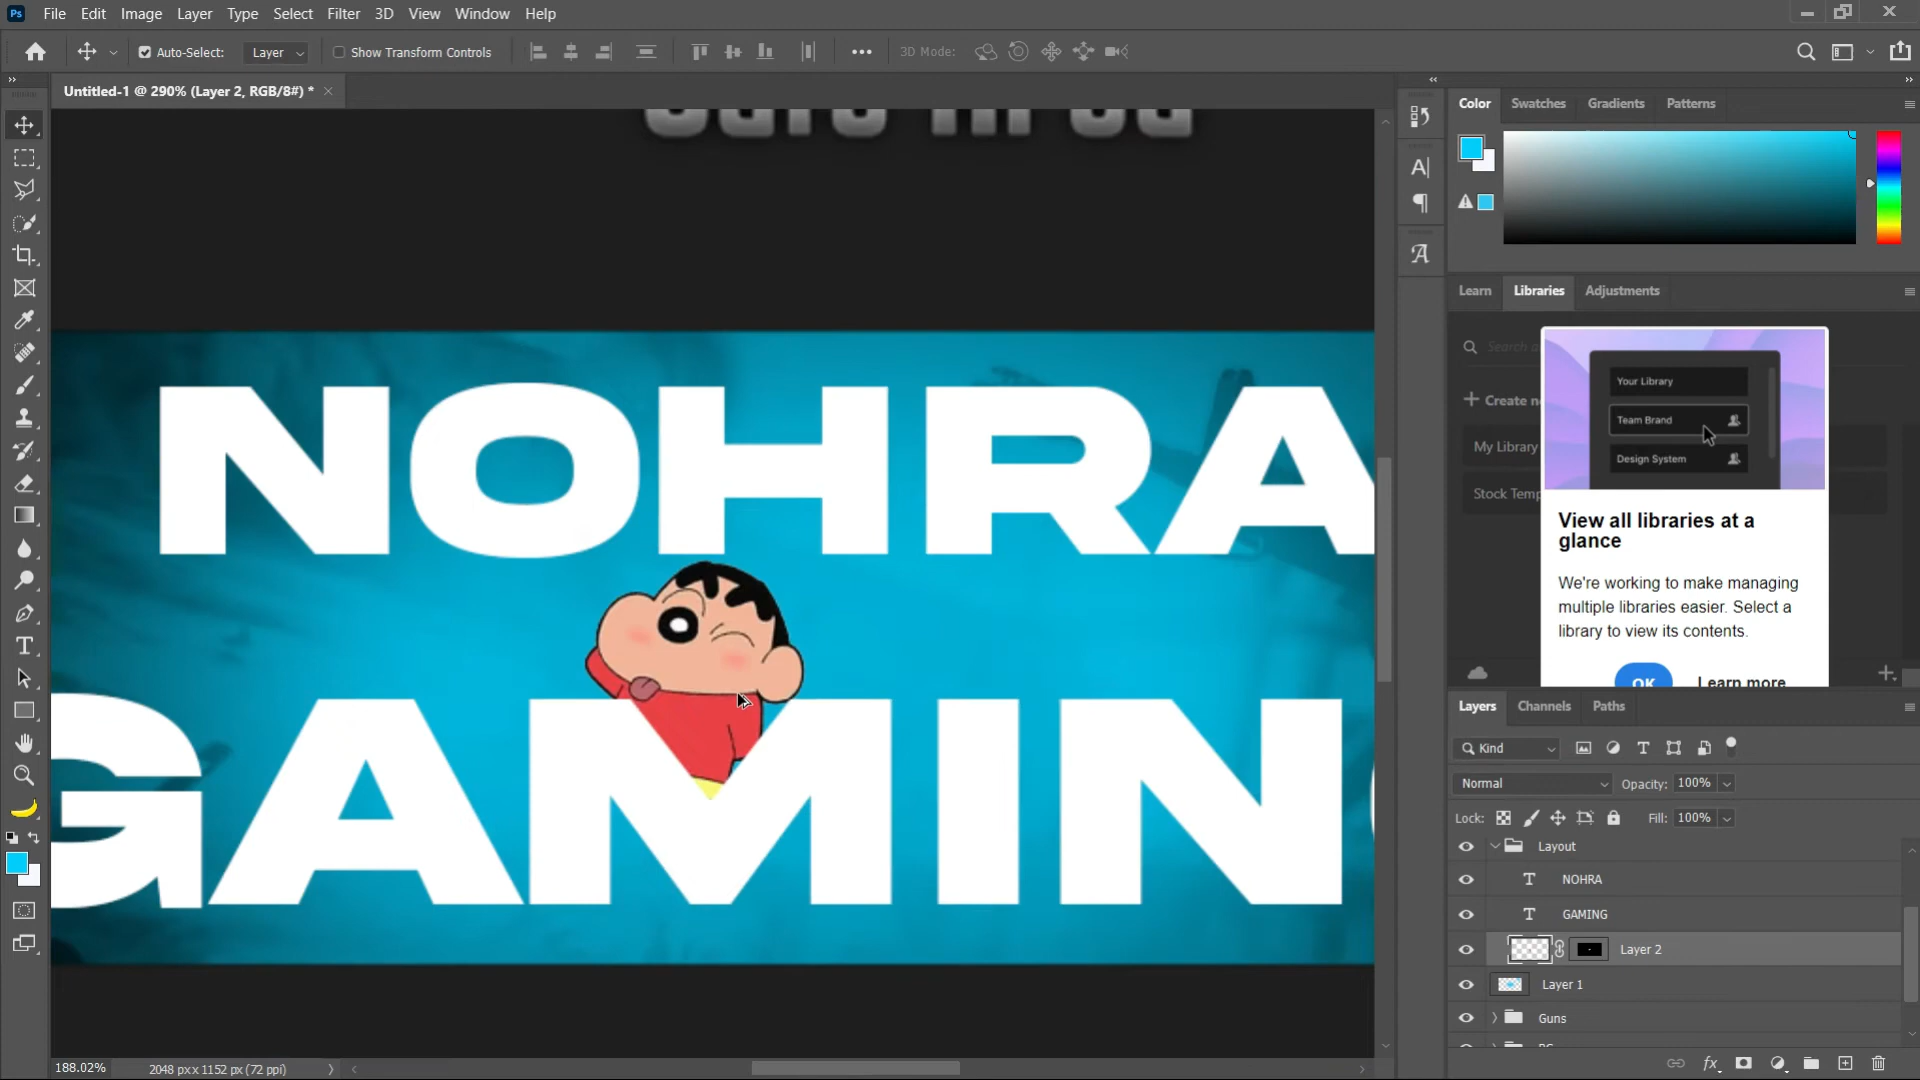 Ps File Edit Image Layer Type Select Filter 3D View Window Help
Auto-Select: Layer Show Transform Controls 3D Mode:
Untitled-1 @ 290% (Layer 2, RGB/8#) *
Color Swatches Gradients Patterns
Learn Libraries Adjustments
Search a
Create n
My Library
Stock Temp
Your Library
Team Brand
Design System
View all libraries at a
glance
We're working to make managing
multiple libraries easier. Select a
library to view its contents.
OK Learn more
NOHRA
GAMIN
Layers Channels Paths
Kind
Normal Opacity: 100%
Lock: Fill: 100%
Layout
NOHRA
GAMING
Layer 2
Layer 1
Guns
188.02% 2048 px x 1152 px (72 ppi)